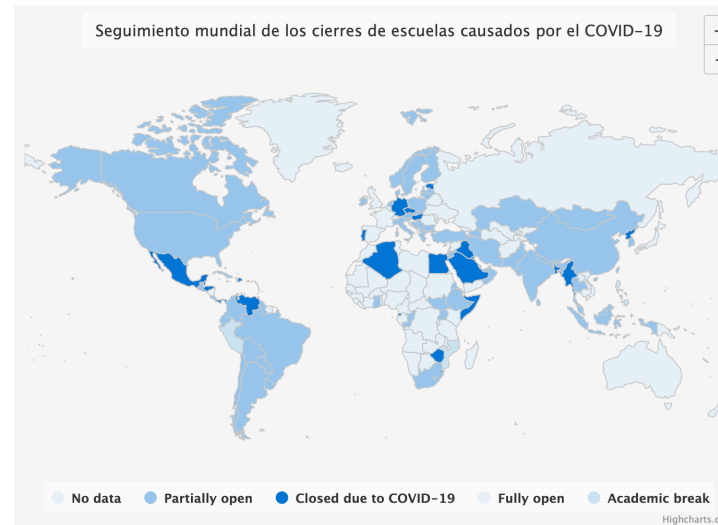 Seguimiento mundial de los cierres de escuelas causados por el COVID-19
No data Partially open Closed due to COVID-19 Fully open Academic break